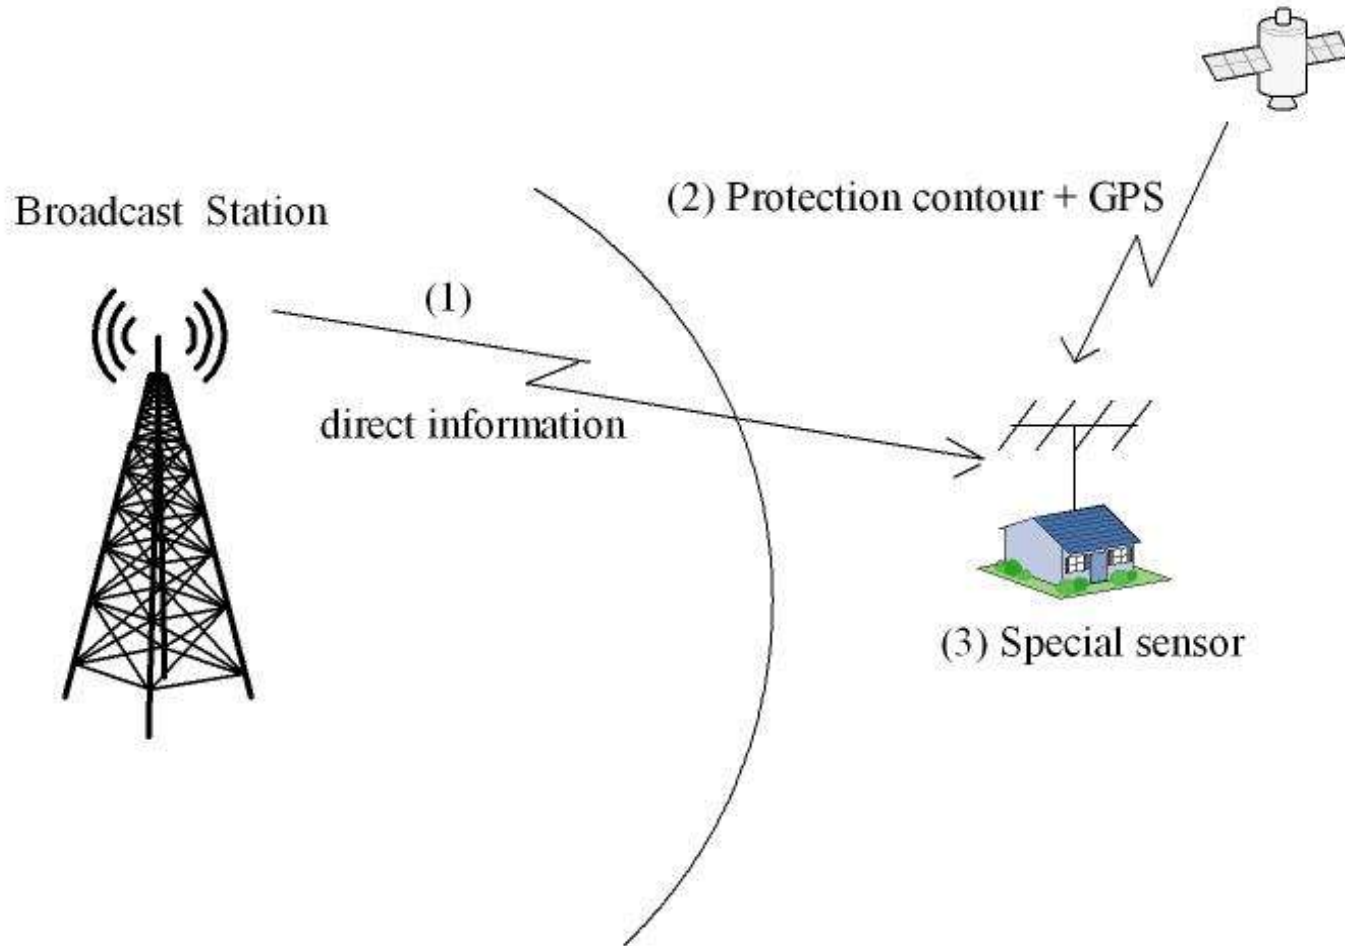 (2) Protection contour + GPS
Broadcast Station
(1)
direct information
(3) Special sensor